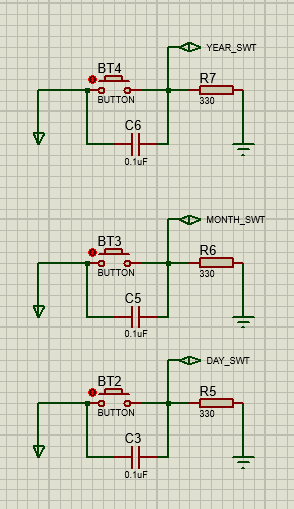 YEAR_SWT
BT4
R7
BUTTON
330
C6
0.1uF
MONTH_SWT
BT3
R6
BUTTON
330
C5
0.1uF
DAY_SWT
BT2
R5
BUTTON
330
C3
0.1uF